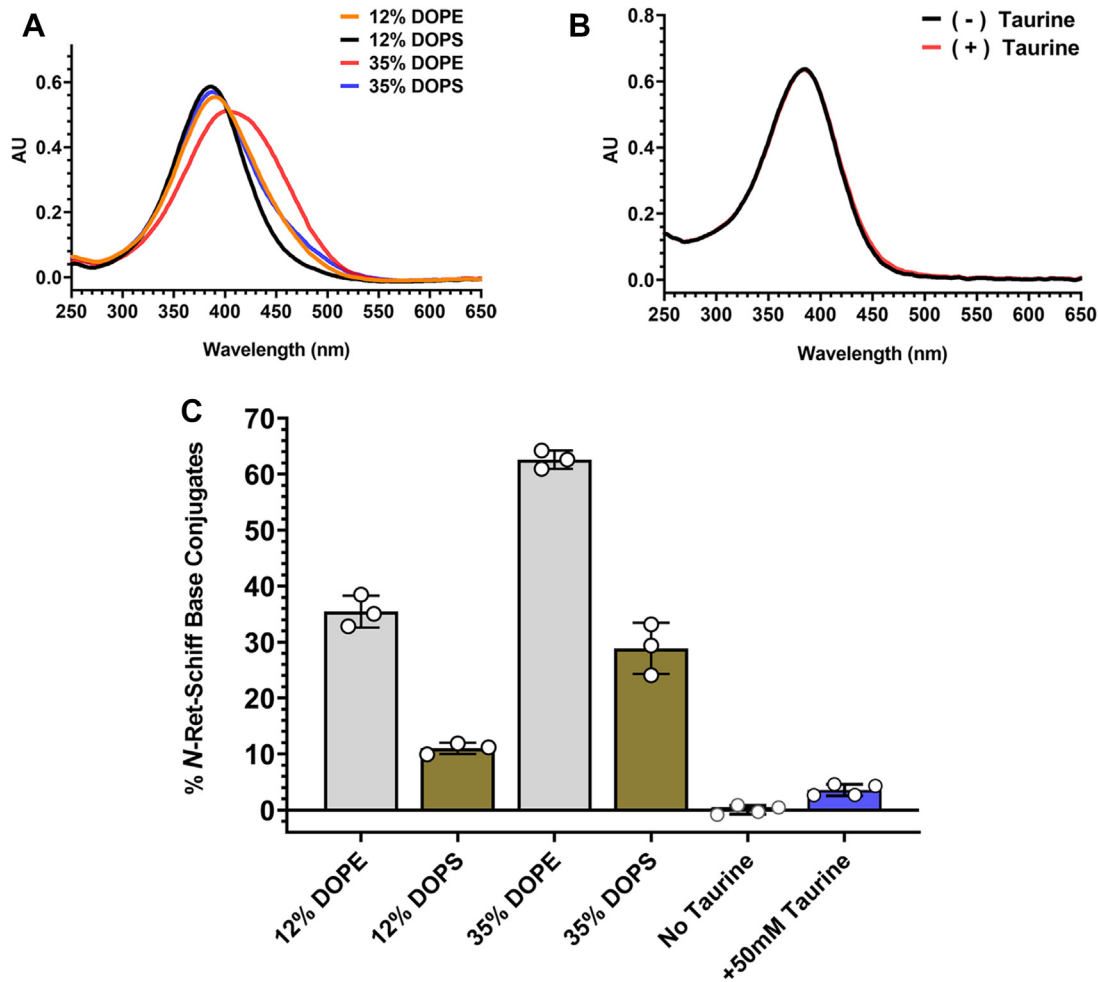 A
12% DOPE
12% DOPS
35% DOPE
35% DOPS
AU
0.6
0.4
0.2
0.0
250 300 350 400 450 500 550 600 650
Wavelength (nm)
B
( - ) Taurine
( + ) Taurine
AU
0.8
0.6
0.4
0.2
0.0
250 300 350 400 450 500 550 600 650
Wavelength (nm)
C
% N-Ret-Schiff Base Conjugates
70
60
50
40
30
20
10
0
12% DOPE
12% DOPS
35% DOPE
35% DOPS
No Taurine
+50mM Taurine